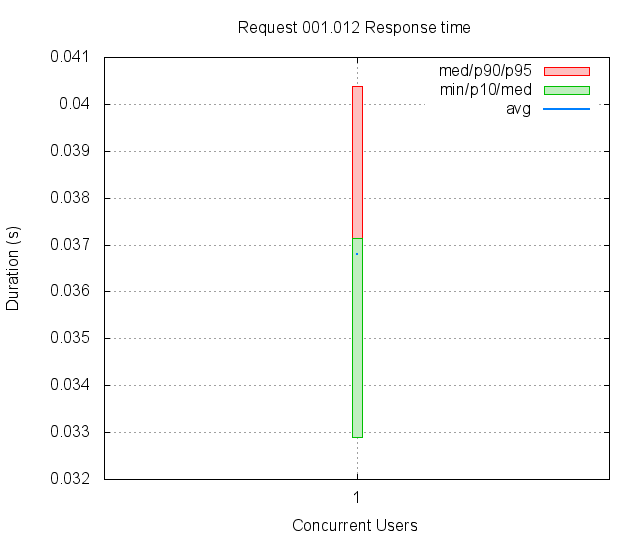 Request 001.012 Response time
0.041
0.04
0.039
0.038
0.037
0.036
0.035
0.034
0.033
0.032
Duration (s)
med/p90/p95
min/p10/med
avg
1
Concurrent Users